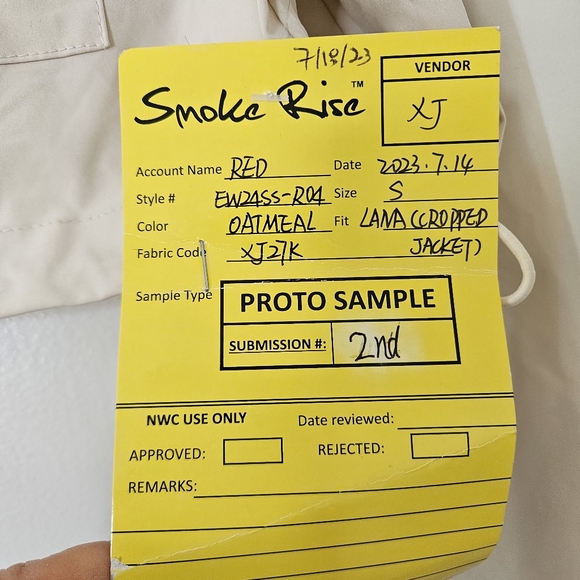 7/18/23
Smoke Rise™
VENDOR
XJ
Account Name RED Date 2023.7.14
Style # EW24SS-R04 Size S
Color OATMEAL Fit LANA (CROPPED
Fabric Code XJ27K JACKET)
Sample Type PROTO SAMPLE
SUBMISSION #: 2nd
NWC USE ONLY Date reviewed:
APPROVED: REJECTED:
REMARKS: